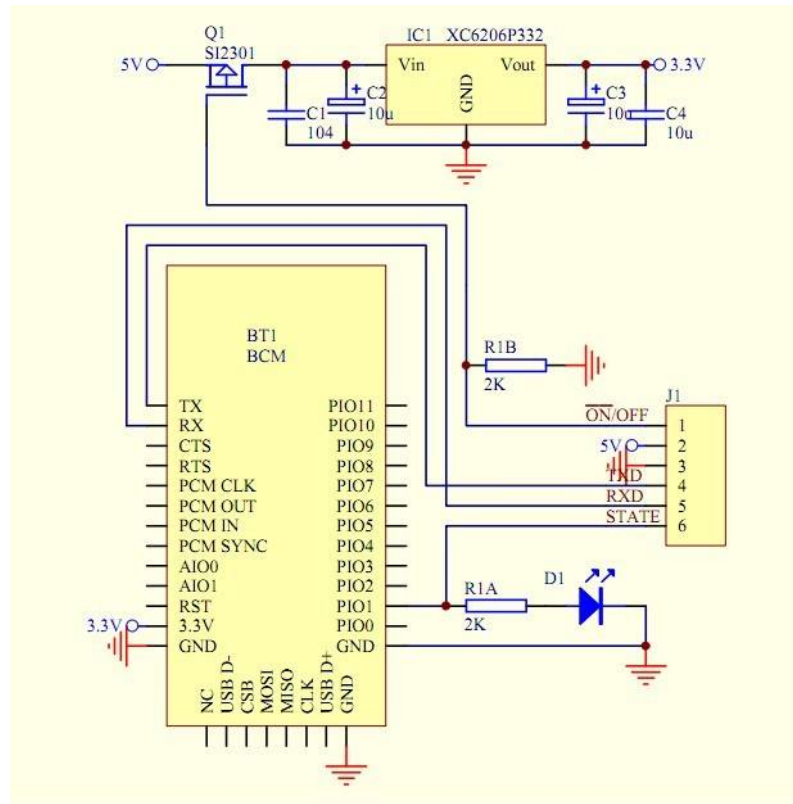 Q1
SI2301
5V
IC1 XC6206P332
Vin
Vout
GND
3.3V
C1
104
C2
10u
C3
10u
C4
10u
BT1
BCM
R1B
2K
J1
ON/OFF
1
5V
2
3
TXD
4
RXD
5
STATE
6
TX
RX
CTS
RTS
PCM CLK
PCM OUT
PCM IN
PCM SYNC
AIO0
AIO1
RST
3.3V
3.3V
GND
PIO11
PIO10
PIO9
PIO8
PIO7
PIO6
PIO5
PIO4
PIO3
PIO2
PIO1
PIO0
GND
R1A
2K
D1
NC
USB D-
CSB
MOSI
MISO
CLK
USB D+
GND